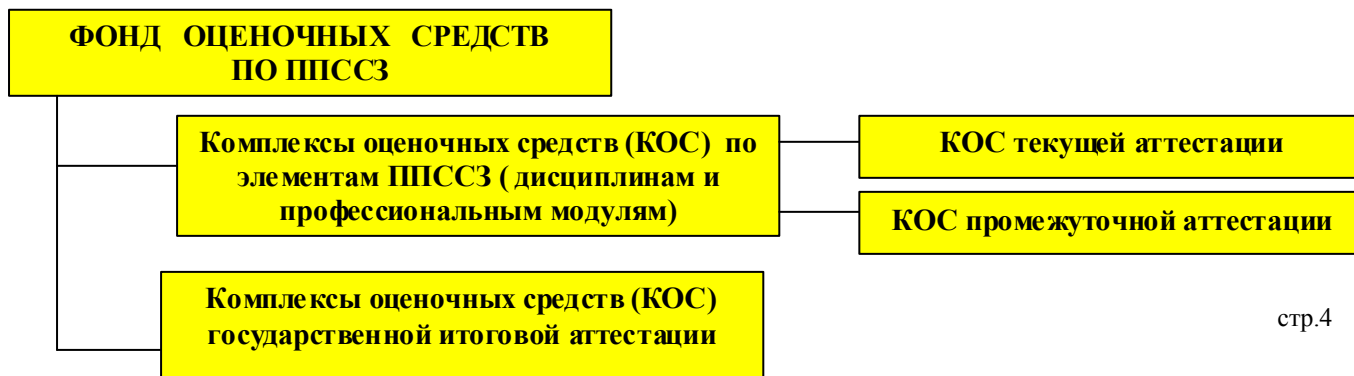 ФОНД ОЦЕНОЧНЫХ СРЕДСТВ
ПО ППССЗ
Комплексы оценочных средств (КОС) по
элементам ППССЗ ( дисциплинам и
профессиональным модулям)
КОС текущей аттестации
КОС промежуточной аттестации
Комплексы оценочных средств (КОС)
государственной итоговой аттестации
стр.4